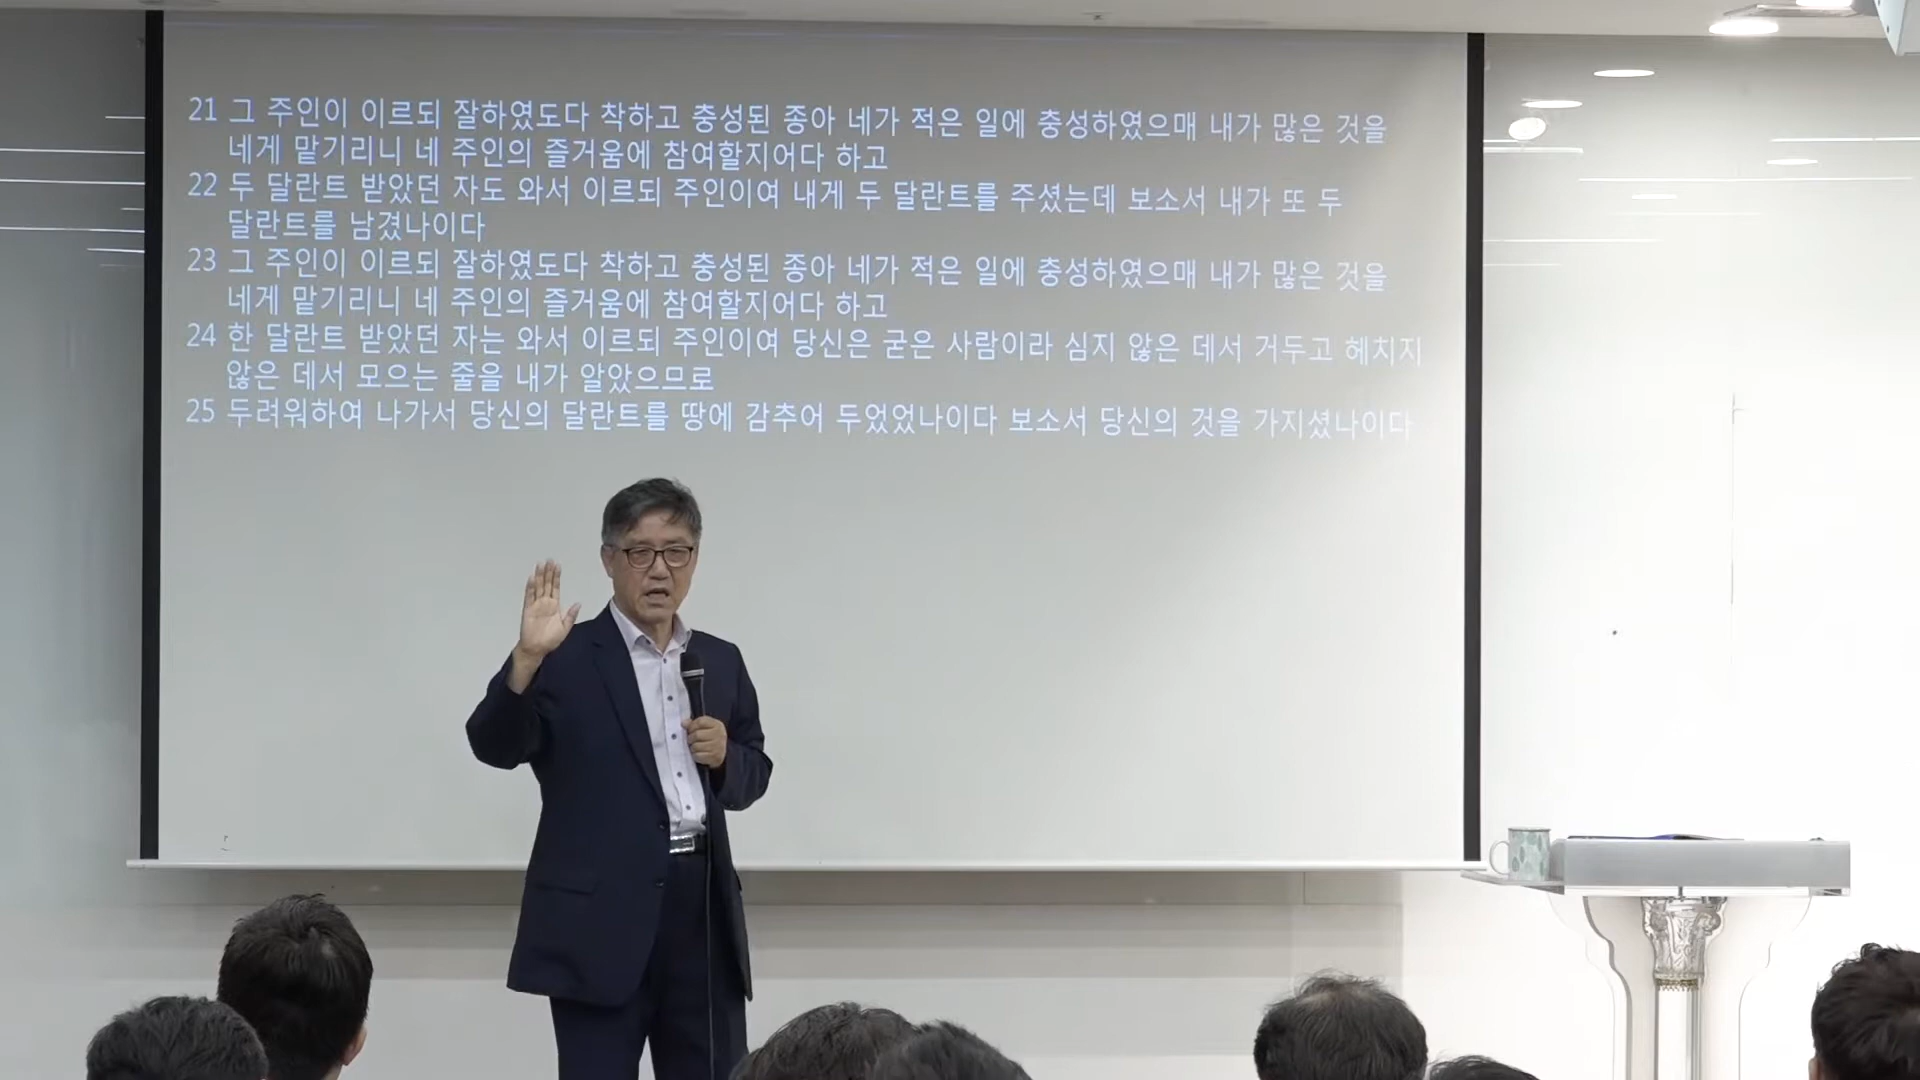 21 그 주인이 이르되 잘하였도다 착하고 충성된 종아 네가 적은 일에 충성하였으매 내가 많은 것을
네게 맡기리니 네 주인의 즐거움에 참여할지어다 하고
22 두 달란트 받았던 자도 와서 이르되 주인이여 내게 두 달란트를 주셨는데 보소서 내가 또 두
달란트를 남겼나이다
23 그 주인이 이르되 잘하였도다 착하고 충성된 종아 네가 적은 일에 충성하였으매 내가 많은 것을
네게 맡기리니 네 주인의 즐거움에 참여할지어다 하고
24 한 달란트 받았던 자는 와서 이르되 주인이여 당신은 굳은 사람이라 심지 않은 데서 거두고 헤치지
않은 데서 모으는 줄을 내가 알았으므로
25 두려워하여 나가서 당신의 달란트를 땅에 감추어 두었었나이다 보소서 당신의 것을 가지셨나이다